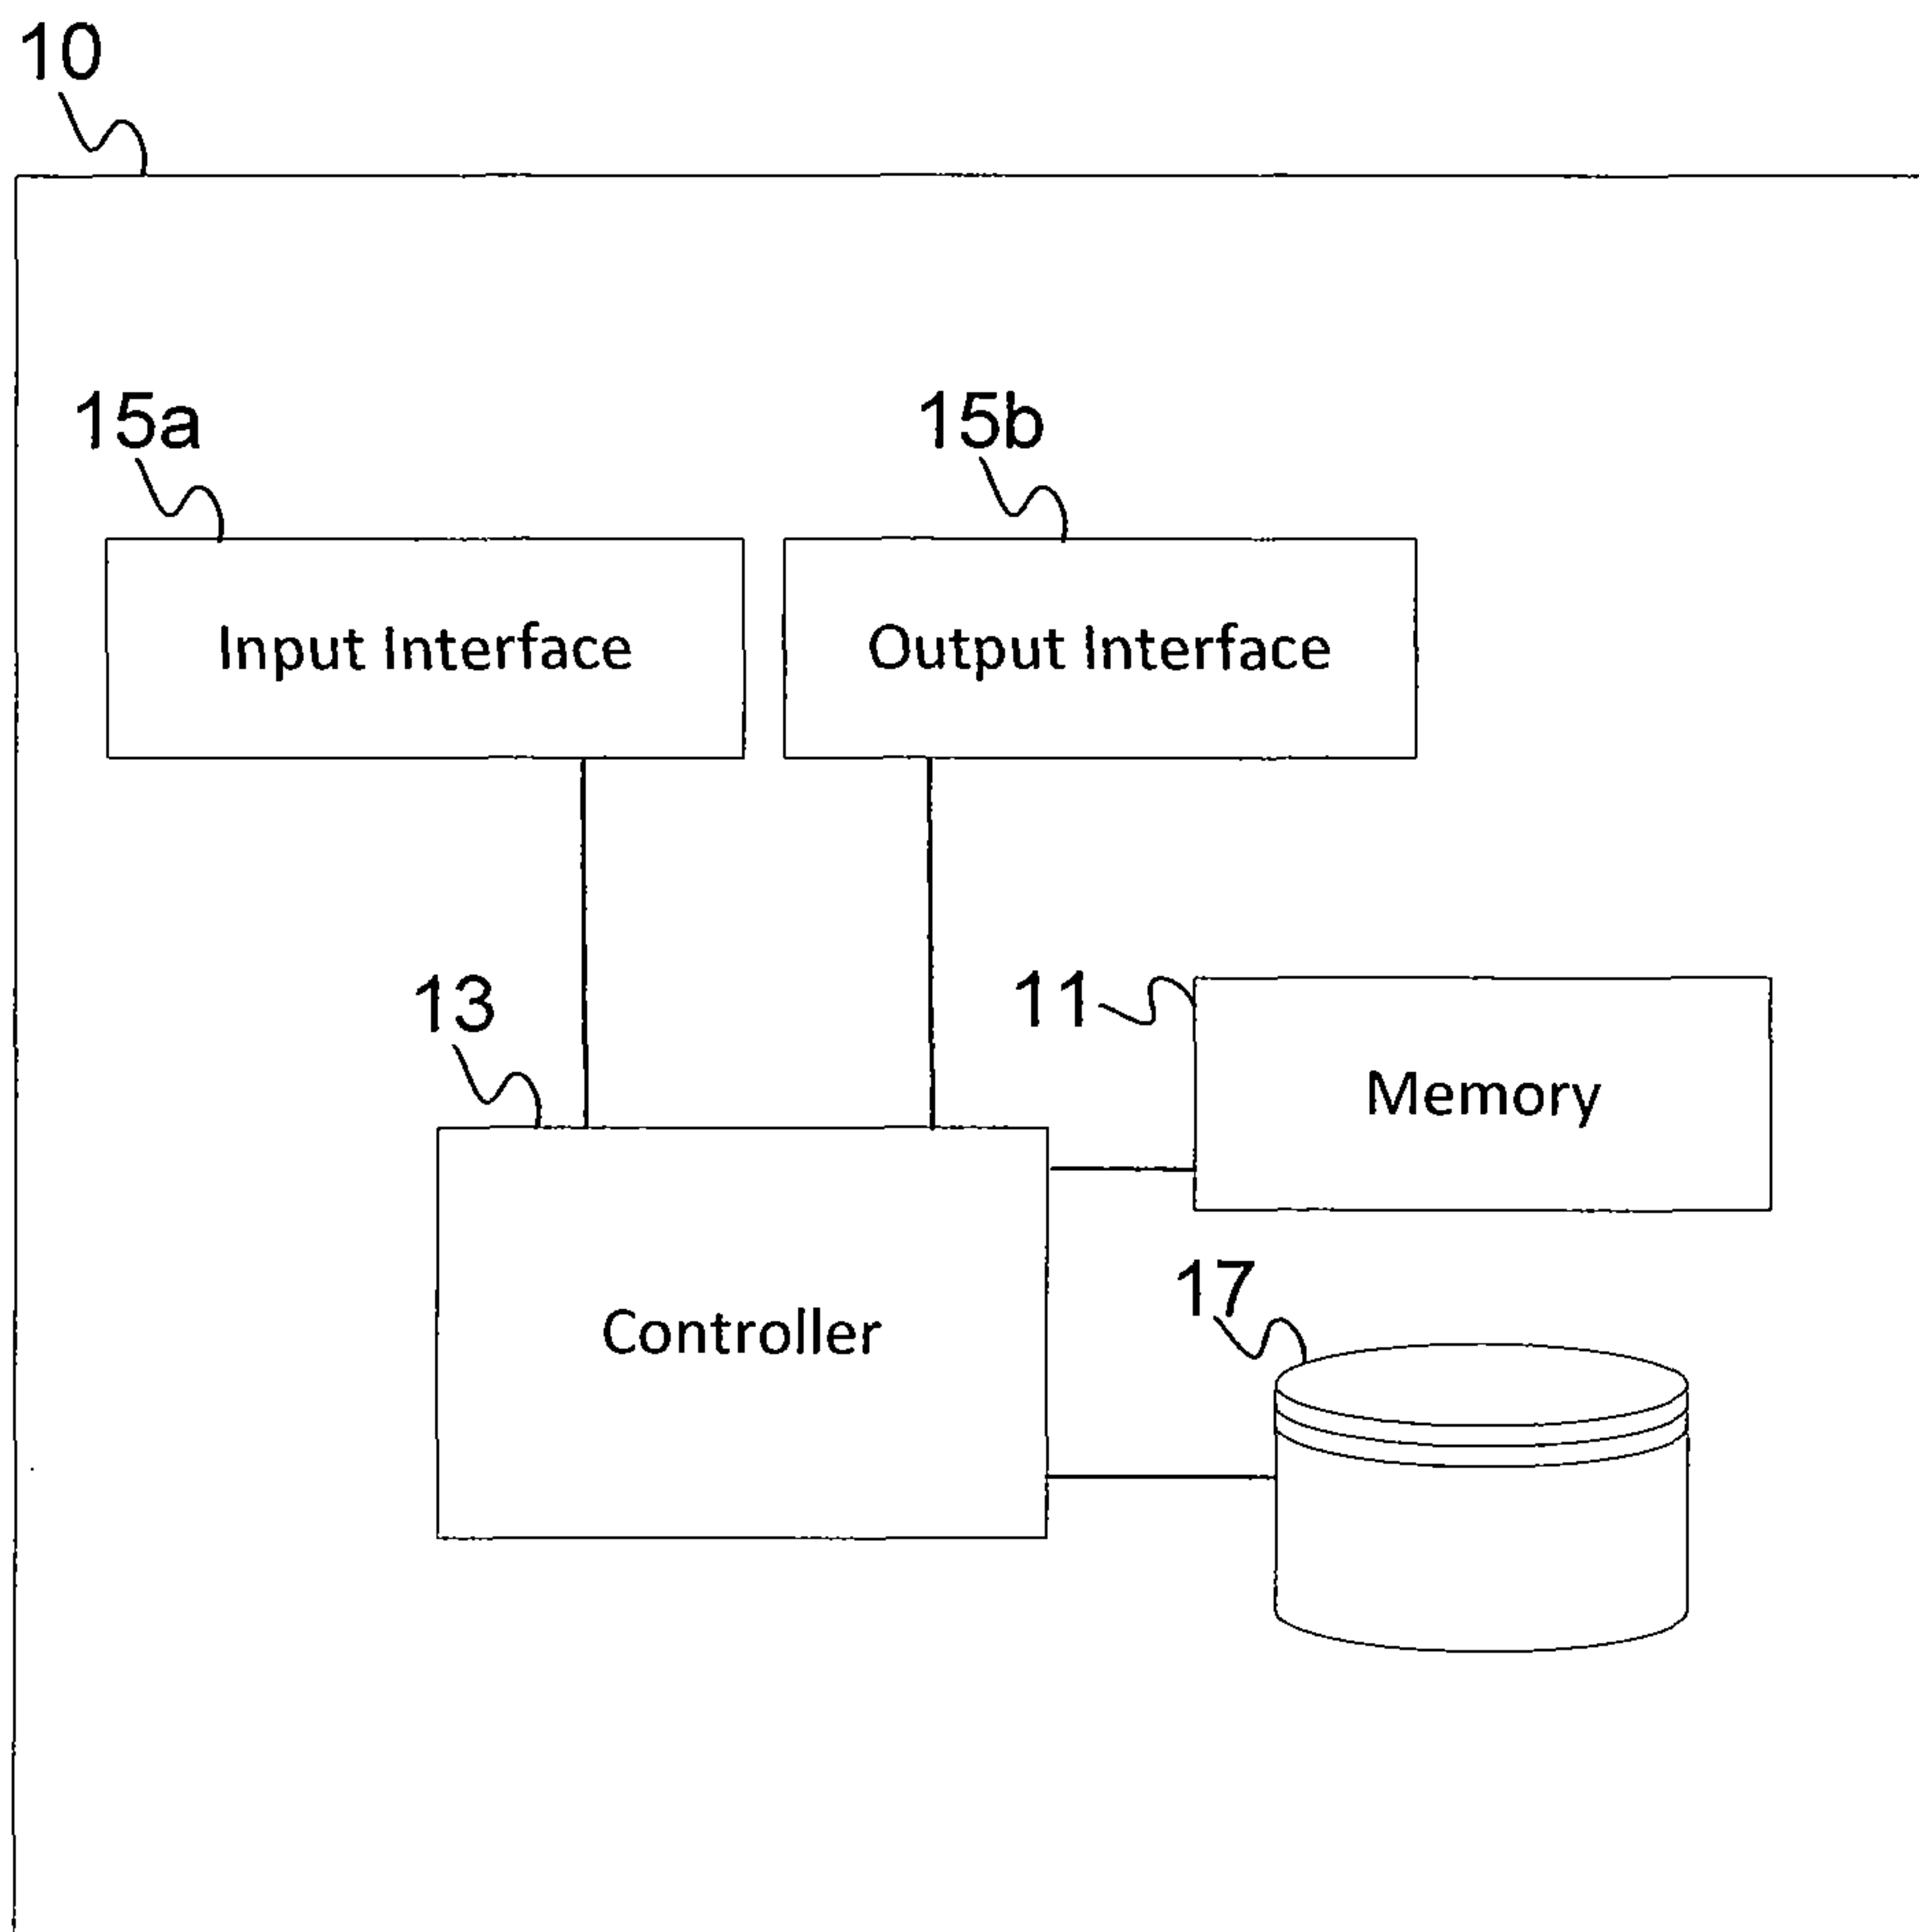 10
15a
15b
Input Interface
Output Interface
13
11
Memory
17
Controller